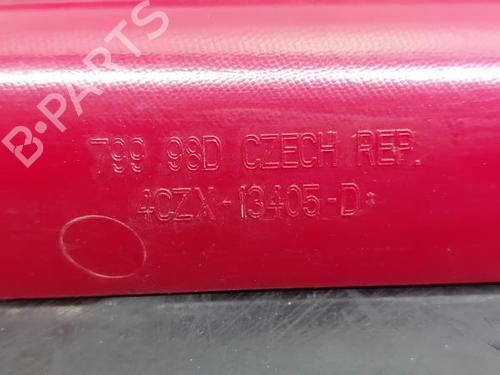 B-PARTS
799 98D CZECH REP.
4CZX-13405-D